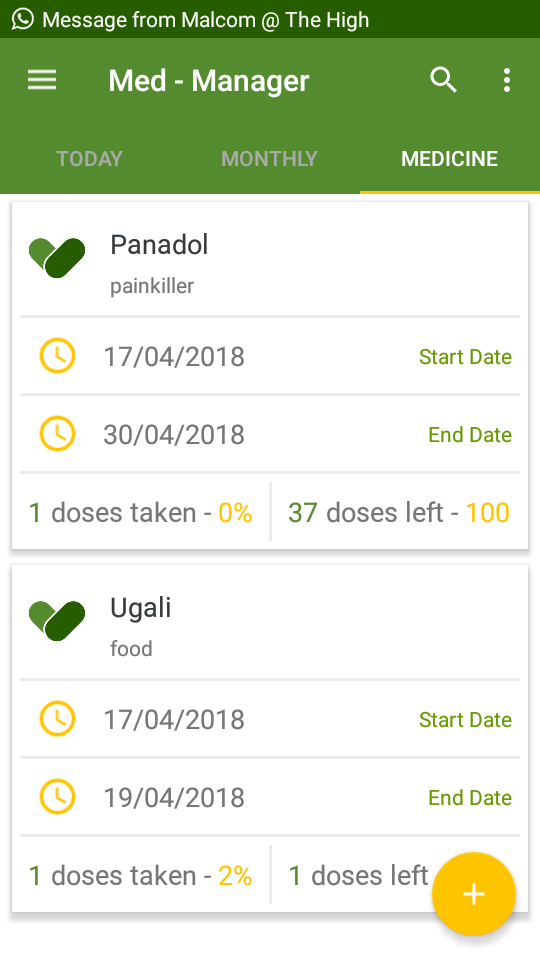 Message from Malcom @ The High
Med - Manager
TODAY MONTHLY MEDICINE
Panadol
painkiller
17/04/2018 Start Date
30/04/2018 End Date
1 doses taken - 0% 37 doses left - 100
Ugali
food
17/04/2018 Start Date
19/04/2018 End Date
1 doses taken - 2% 1 doses left